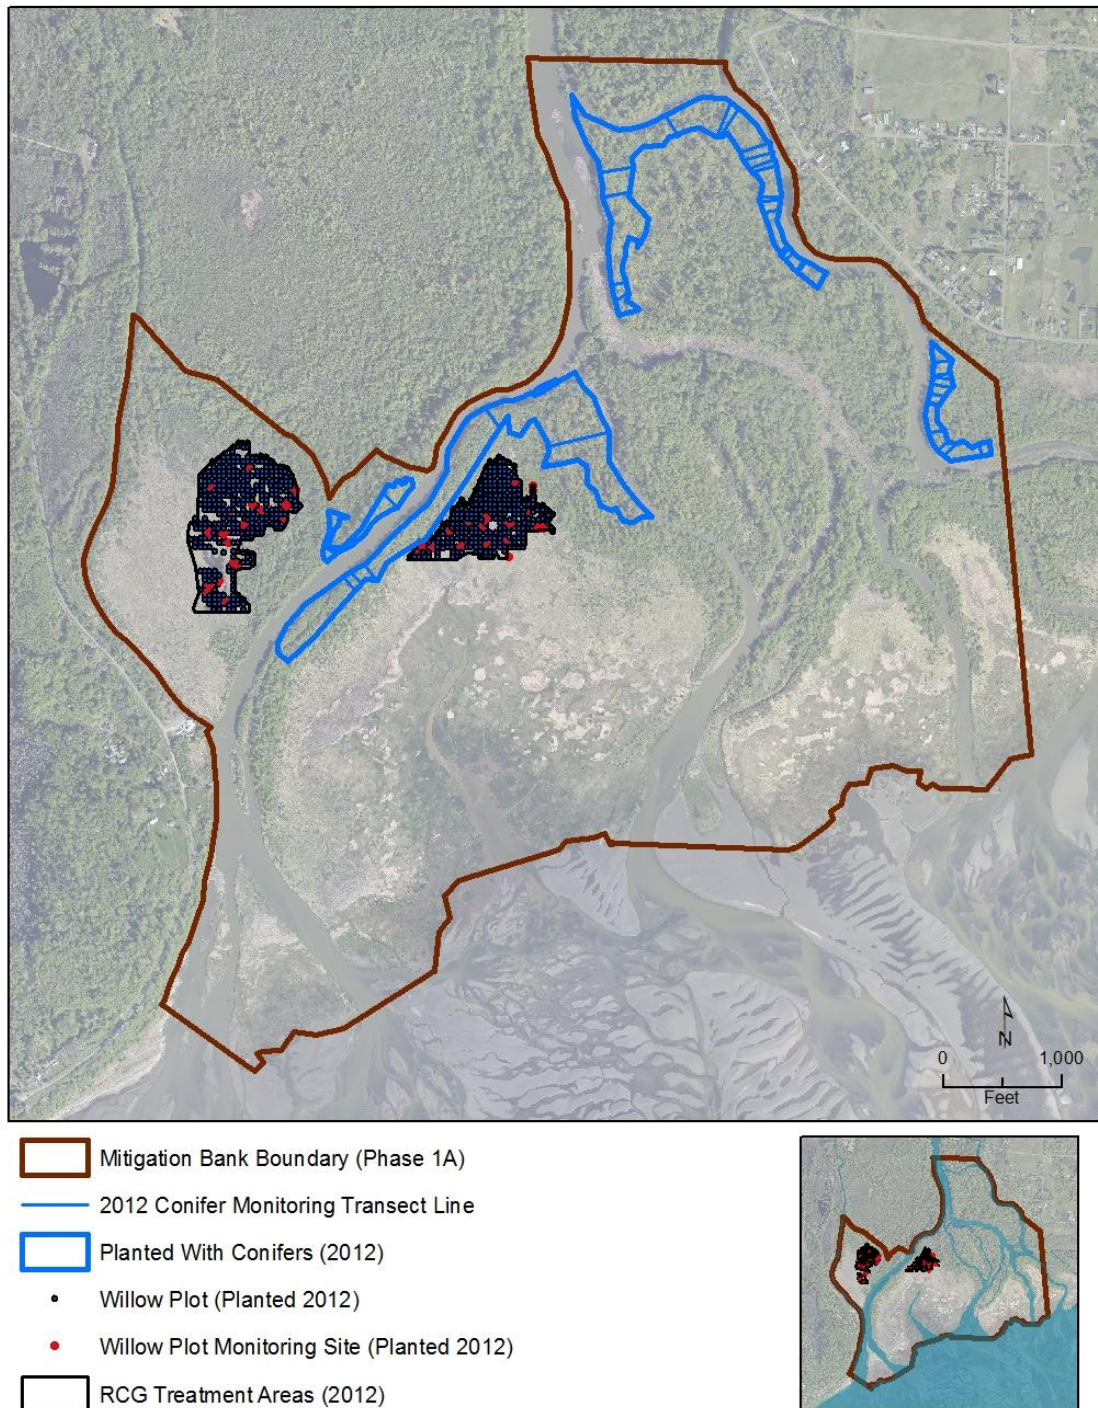 N
0 1,000
Feet
Mitigation Bank Boundary (Phase 1A)
2012 Conifer Monitoring Transect Line
Planted With Conifers (2012)
Willow Plot (Planted 2012)
Willow Plot Monitoring Site (Planted 2012)
RCG Treatment Areas (2012)